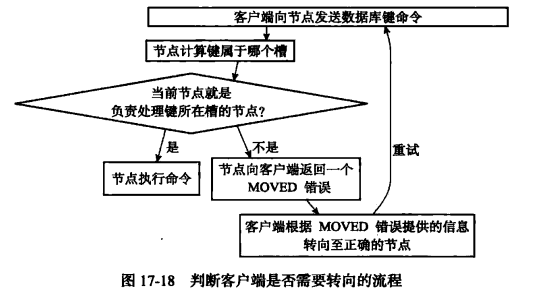 客户端向节点发送数据库键命令
节点计算键属于哪个槽
当前节点就是
负责处理键所在槽的节点?
是
不是
重试
节点执行命令
节点向客户端返回一个
MOVED 错误
客户端根据 MOVED 错误提供的信息
转向至正确的节点
图 17-18 判断客户端是否需要转向的流程